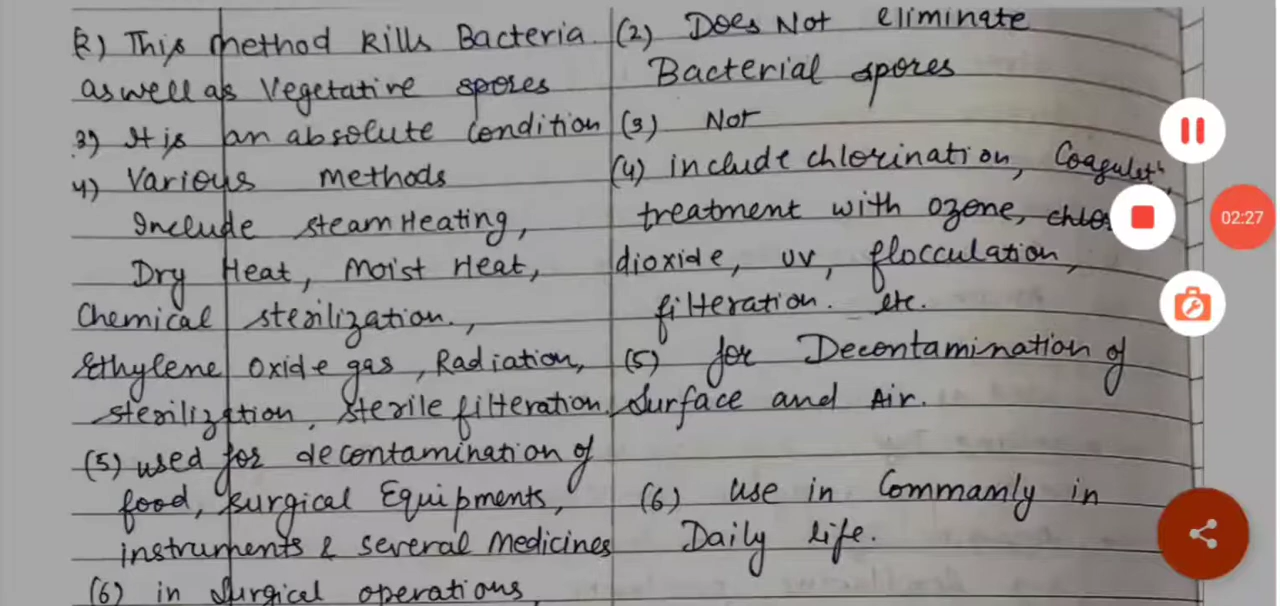 2) This method kills Bacteria
as well as Vegetative spores
3) It is an absolute condition
4) Various methods
Include steam Heating,
Dry Heat, Moist Heat,
Chemical sterilization.,
Ethylene oxide gas, Radiation,
sterilization, sterile filteration.
(5) used for decontamination of
food, surgical Equipments,
instruments & several Medicines
(6) in surgical operations,
(2) Does Not eliminate
Bacterial spores
(3) Not
(4) include chlorination,
treatment with ozone,
dioxide, UV, flocculation,
filteration. etc.
(5) for Decontamination of
Surface and Air.
(6) use in Commamly in
Daily life.
02:27